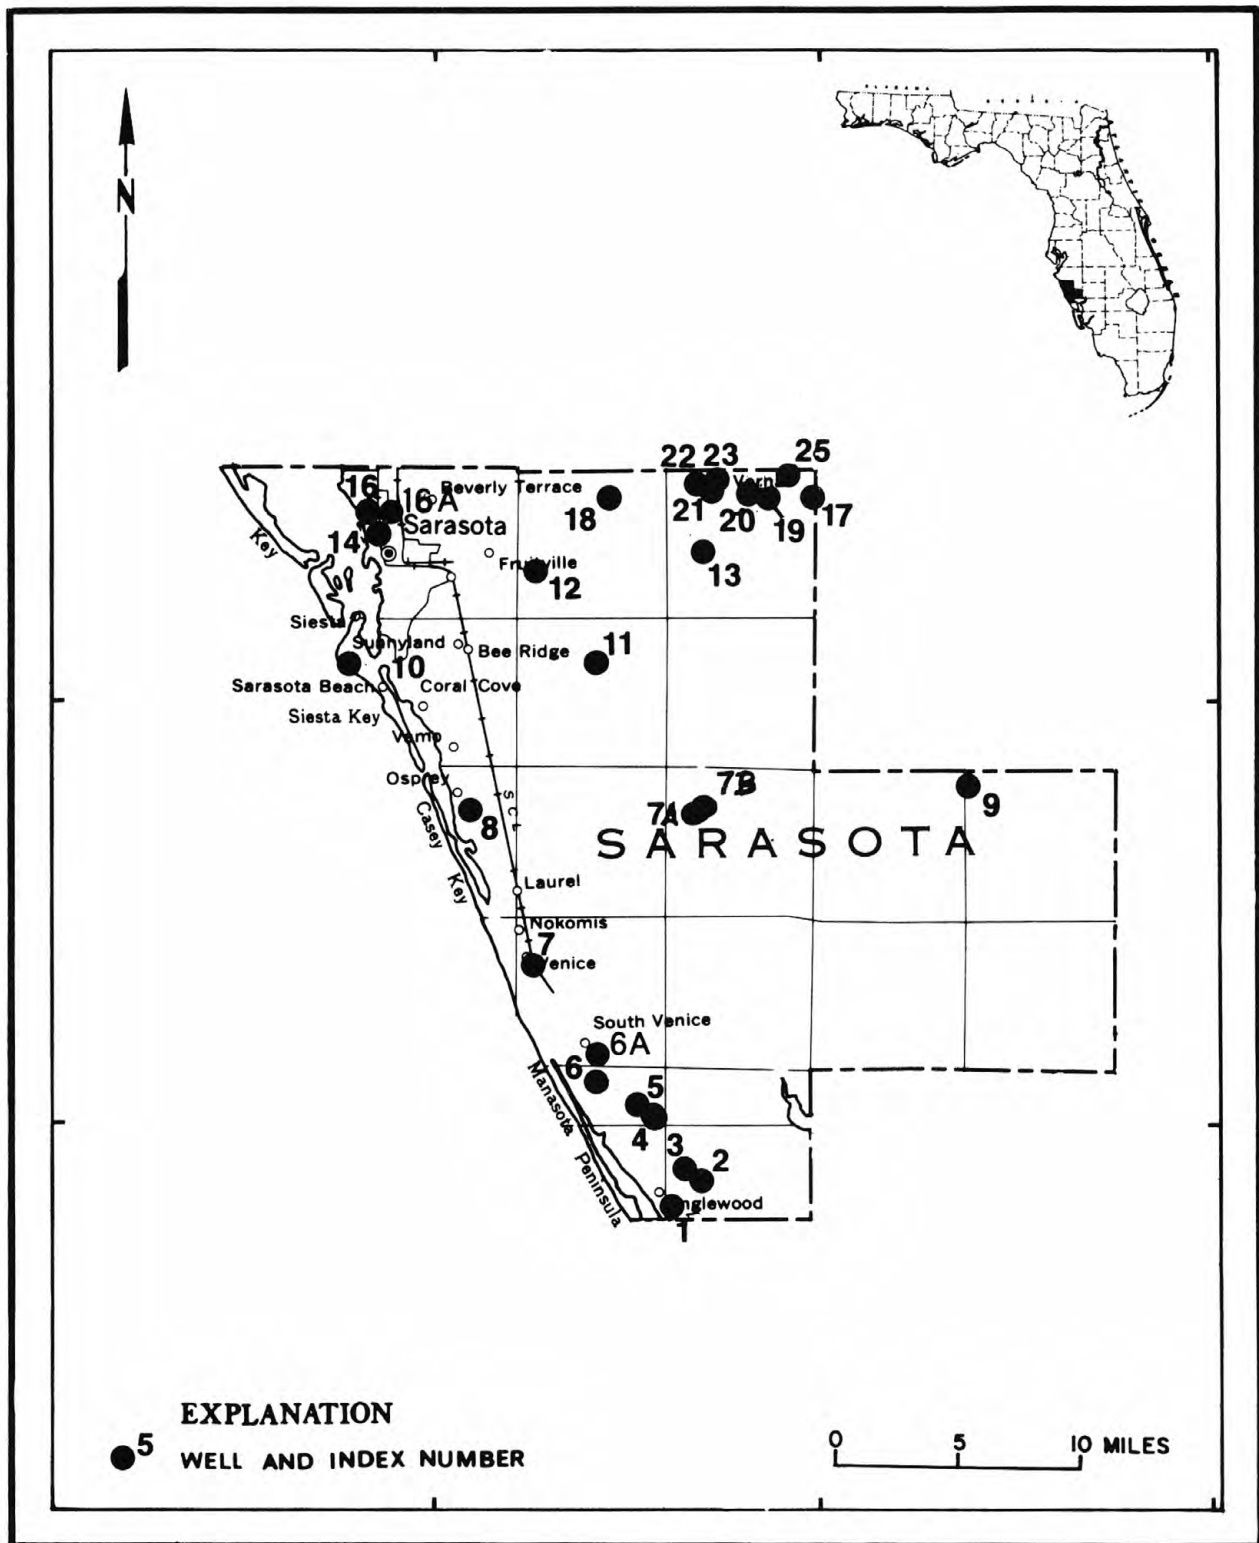 N
22 23 25
16 16A Beverly Terrace Verna
18 21 20 19 17
Sarasota
14
Key
Fruitville
12 13
Siesta
Sunnyland
Bee Ridge
11
10
Sarasota Beach Coral Cove
Siesta Key
Vamo
Osprey
7B
9
7A
8
S C L
Casey
SARASOTA
Key
Laurel
Nokomis
7
Venice
South Venice
6A
6
Manasota
5
4
3
2
Peninsula
Englewood
1
EXPLANATION
5
WELL AND INDEX NUMBER
0 5 10 MILES